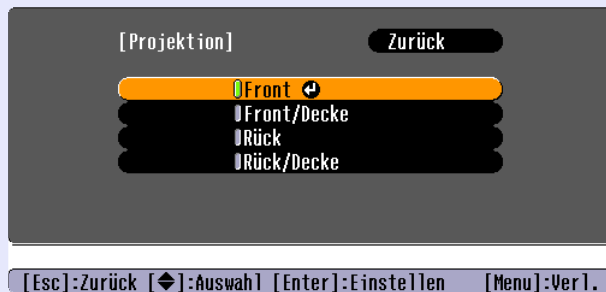 [Projektion] Zurück
Front
Front/Decke
Rück
Rück/Decke
[Esc]:Zurück [◆]:Auswahl [Enter]:Einstellen [Menu]:Verl.